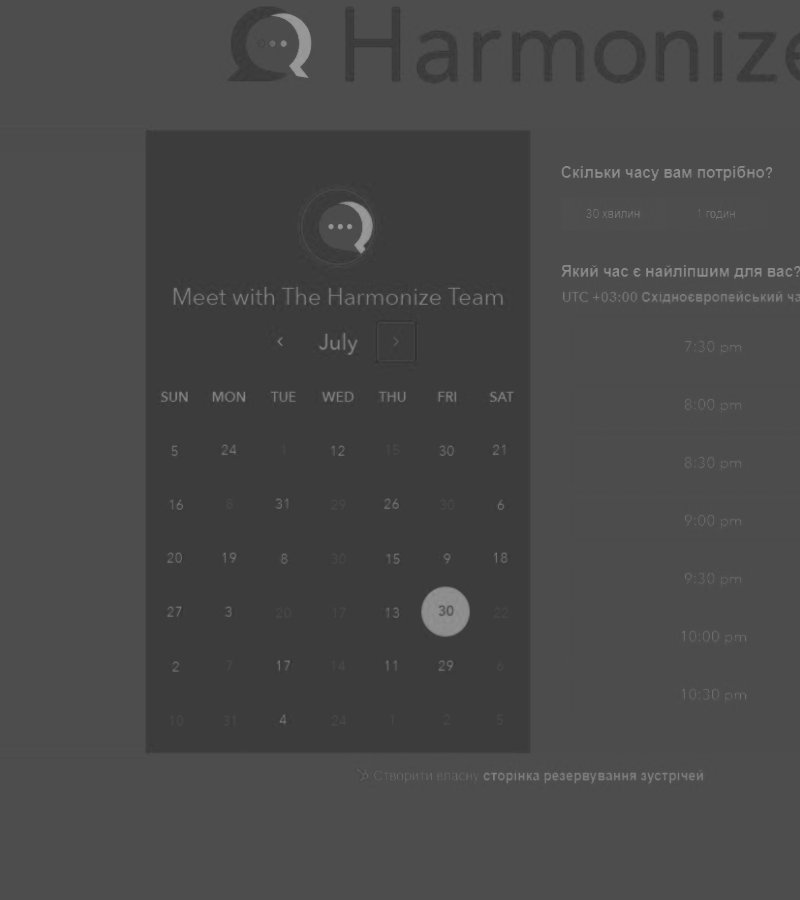 Harmonize
Meet with The Harmonize Team
July
SUN MON TUE WED THU FRI SAT
5 24 1 12 15 30 21
16 8 31 29 26 30 6
20 19 8 30 15 9 18
27 3 20 17 13 30 22
2 7 17 14 11 29 6
10 31 4 24 1 2 5
Скільки часу вам потрібно?
30 хвилин 1 годин
Який час є найліпшим для вас?
UTC +03:00 Східноєвропейський ча
7:30 pm
8:00 pm
8:30 pm
9:00 pm
9:30 pm
10:00 pm
10:30 pm
Створити власну сторінка резервування зустрічей